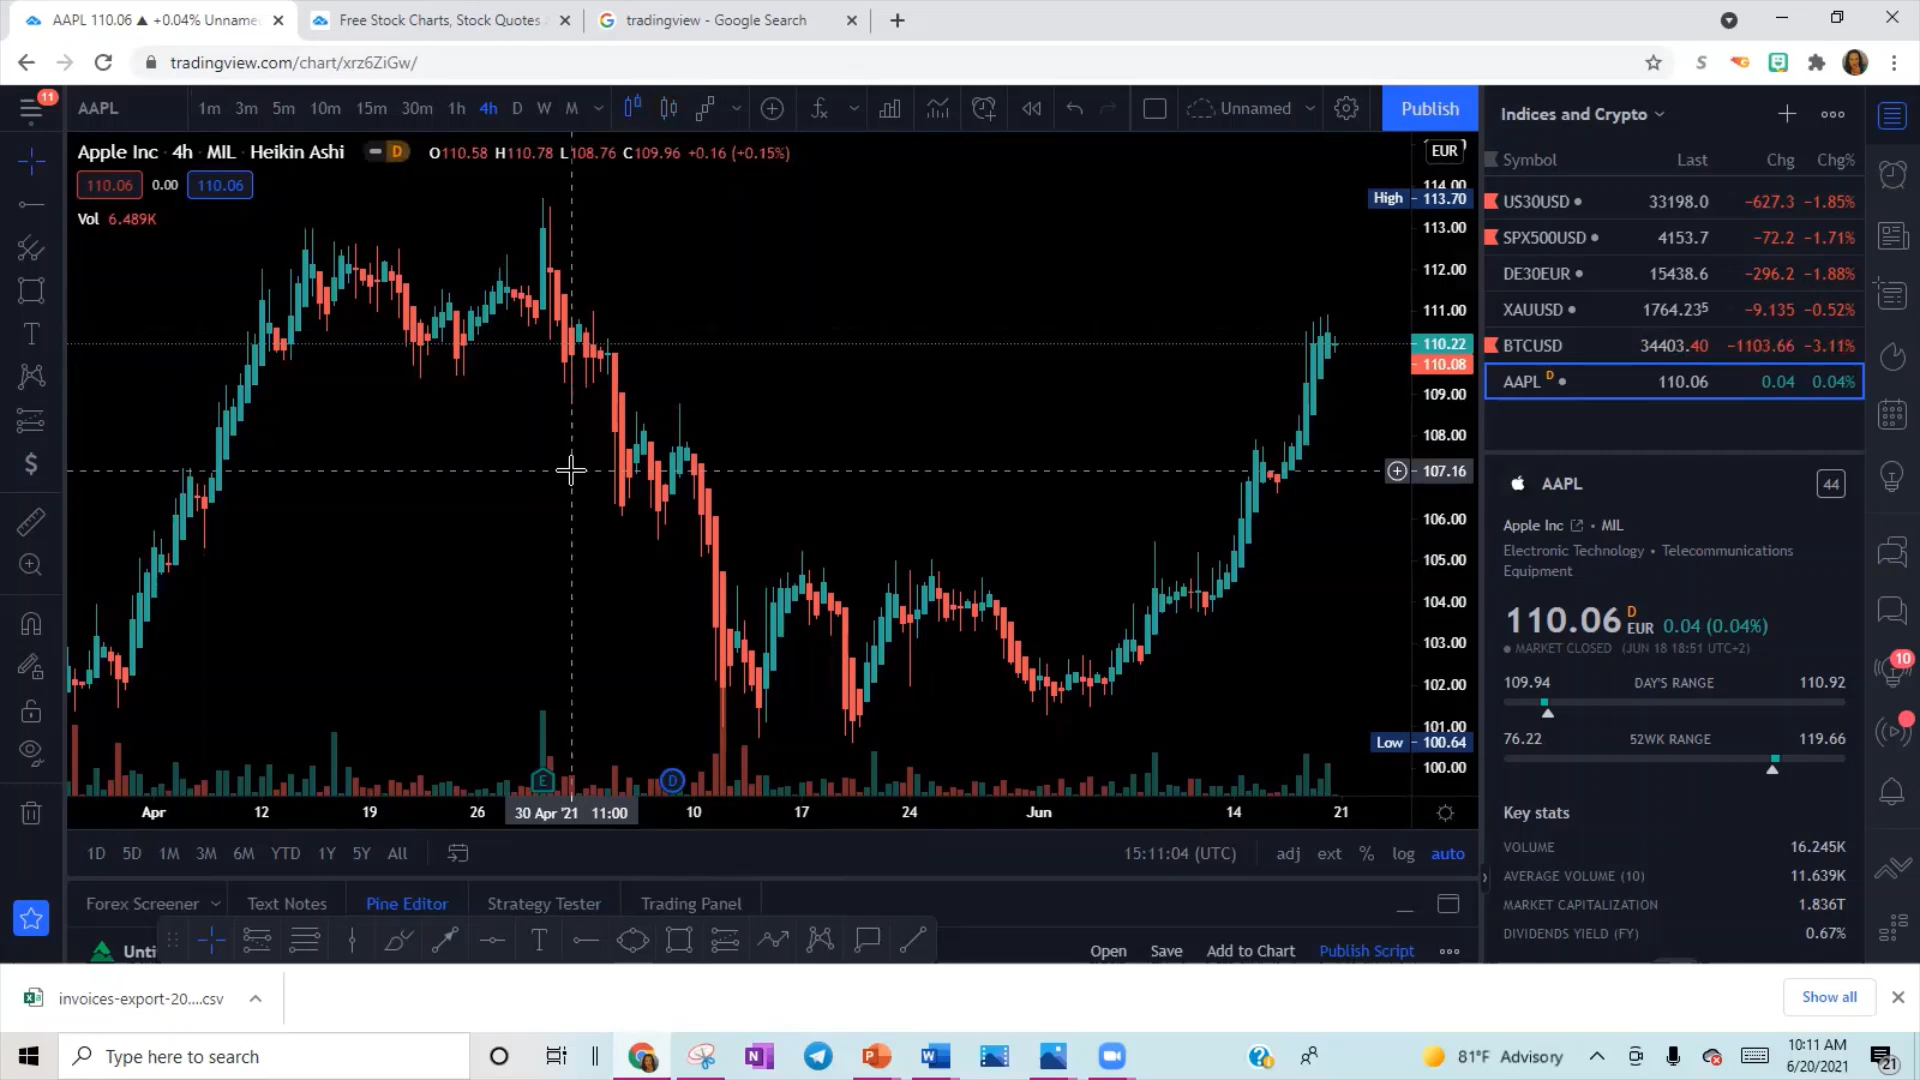 AAPL 110.06 ▲ +0.04% Unname
Free Stock Charts, Stock Quotes
tradingview - Google Search
tradingview.com/chart/xrz6ZiGw/
11
AAPL 1m 3m 5m 10m 15m 30m 1h 4h D W M Unnamed Publish
Apple Inc 4h MIL Heikin Ashi D O110.58 H110.78 L108.76 C109.96 +0.16 (+0.15%)
110.06 0.00 110.06
Vol 6.489K
EUR
114.00
High 113.70
113.00
112.00
111.00
110.22
110.08
109.00
108.00
107.16
106.00
105.00
104.00
103.00
102.00
101.00
Low 100.64
100.00
E D
Apr 12 19 26 30 Apr '21 11:00 10 17 24 Jun 14 21
1D 5D 1M 3M 6M YTD 1Y 5Y All 15:11:04 (UTC) adj ext % log auto
Forex Screener Text Notes Pine Editor Strategy Tester Trading Panel
Unti Open Save Add to Chart Publish Script
Indices and Crypto
Symbol Last Chg Chg%
US30USD 33198.0 −627.3 −1.85%
SPX500USD 4153.7 −72.2 −1.71%
DE30EUR 15438.6 −296.2 −1.88%
XAUUSD 1764.235 −9.135 −0.52%
BTCUSD 34403.40 −1103.66 −3.11%
AAPL D 110.06 0.04 0.04%
AAPL 44
Apple Inc • MIL
Electronic Technology • Telecommunications
Equipment
110.06 D EUR 0.04 (0.04%)
MARKET CLOSED (JUN 18 18:51 UTC+2)
109.94 DAY'S RANGE 110.92
76.22 52WK RANGE 119.66
Key stats
VOLUME 16.245K
AVERAGE VOLUME (10) 11.639K
MARKET CAPITALIZATION 1.836T
DIVIDENDS YIELD (FY) 0.67%
10
invoices-export-20....csv
Show all
Type here to search
81°F Advisory
10:11 AM
6/20/2021
21